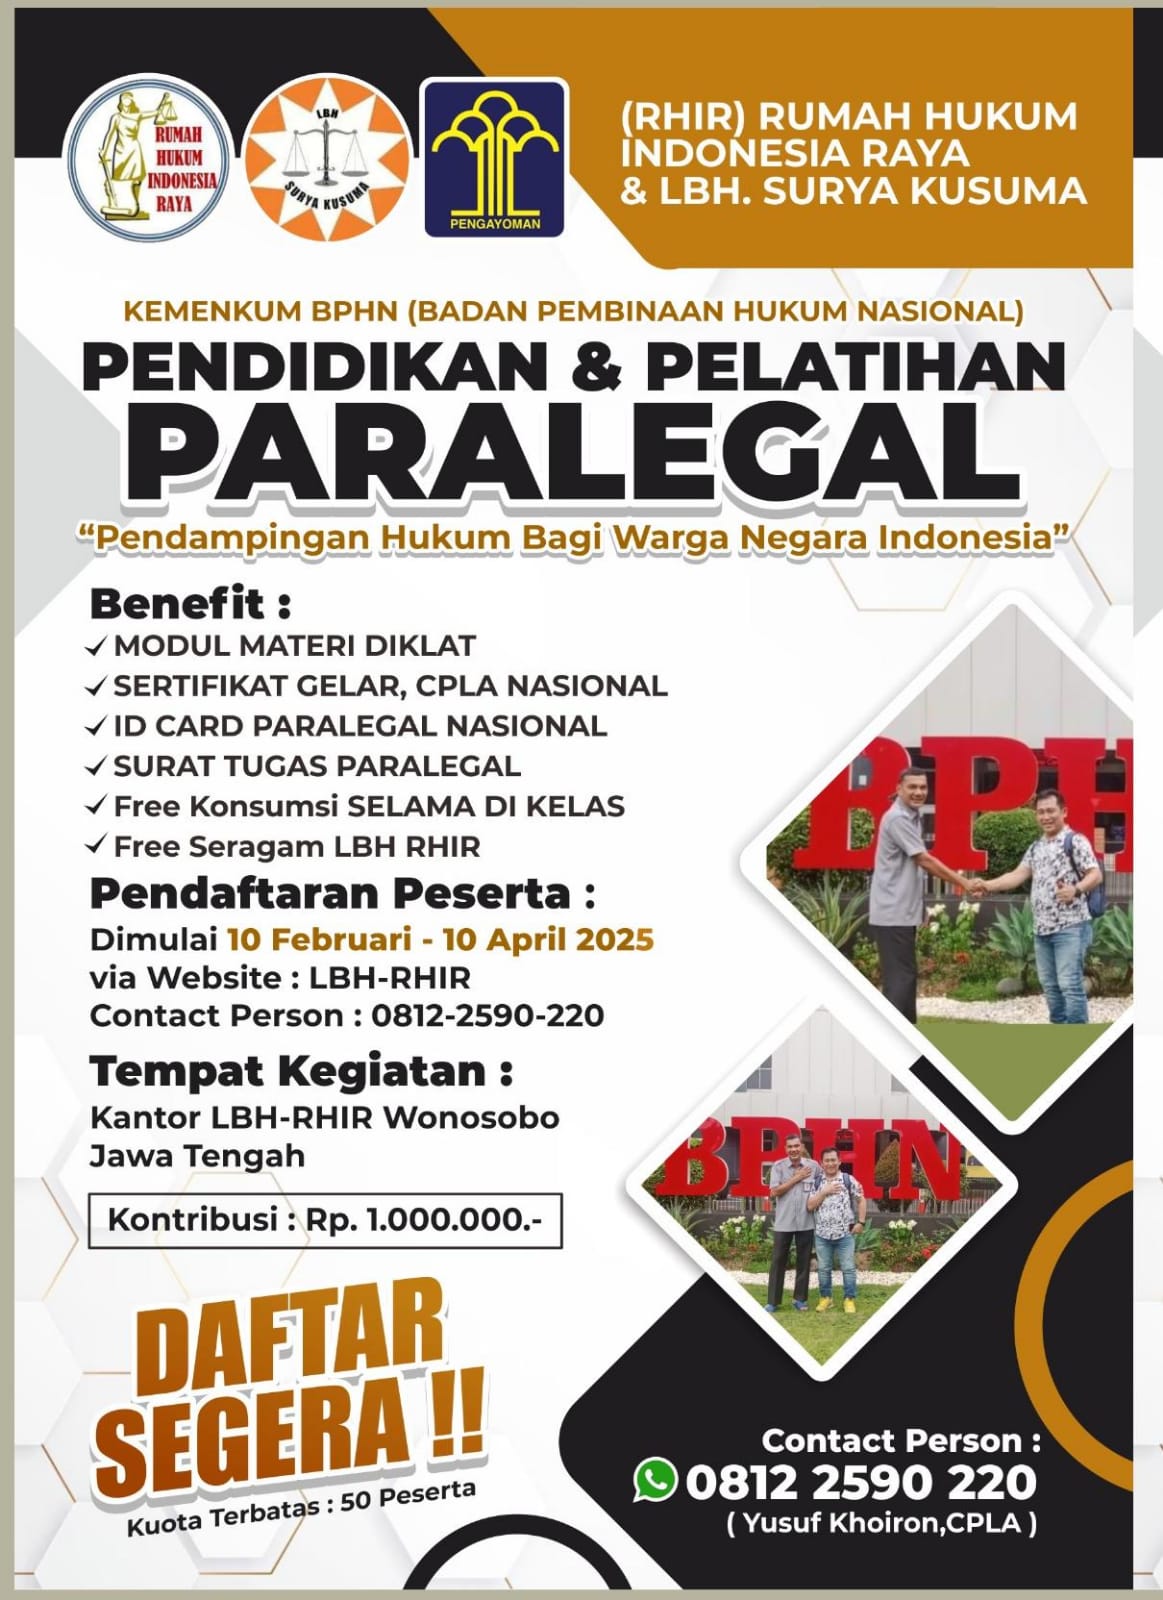 RUMAH
HUKUM
INDONESIA
RAYA
LBH
SURYA KUSUMA
PENGAYOMAN
(RHIR) RUMAH HUKUM
INDONESIA RAYA
& LBH. SURYA KUSUMA
KEMENKUM BPHN (BADAN PEMBINAAN HUKUM NASIONAL)
PENDIDIKAN & PELATIHAN
PARALEGAL
“Pendampingan Hukum Bagi Warga Negara Indonesia”
Benefit :
✓ MODUL MATERI DIKLAT
✓ SERTIFIKAT GELAR, CPLA NASIONAL
✓ ID CARD PARALEGAL NASIONAL
✓ SURAT TUGAS PARALEGAL
✓ Free Konsumsi SELAMA DI KELAS
✓ Free Seragam LBH RHIR
BPH
Pendaftaran Peserta :
Dimulai 10 Februari - 10 April 2025
via Website : LBH-RHIR
Contact Person : 0812-2590-220
Tempat Kegiatan :
Kantor LBH-RHIR Wonosobo
Jawa Tengah
BPHN
Kontribusi : Rp. 1.000.000.-
DAFTAR
SEGERA !!
Kuota Terbatas : 50 Peserta
Contact Person :
0812 2590 220
( Yusuf Khoiron,CPLA )